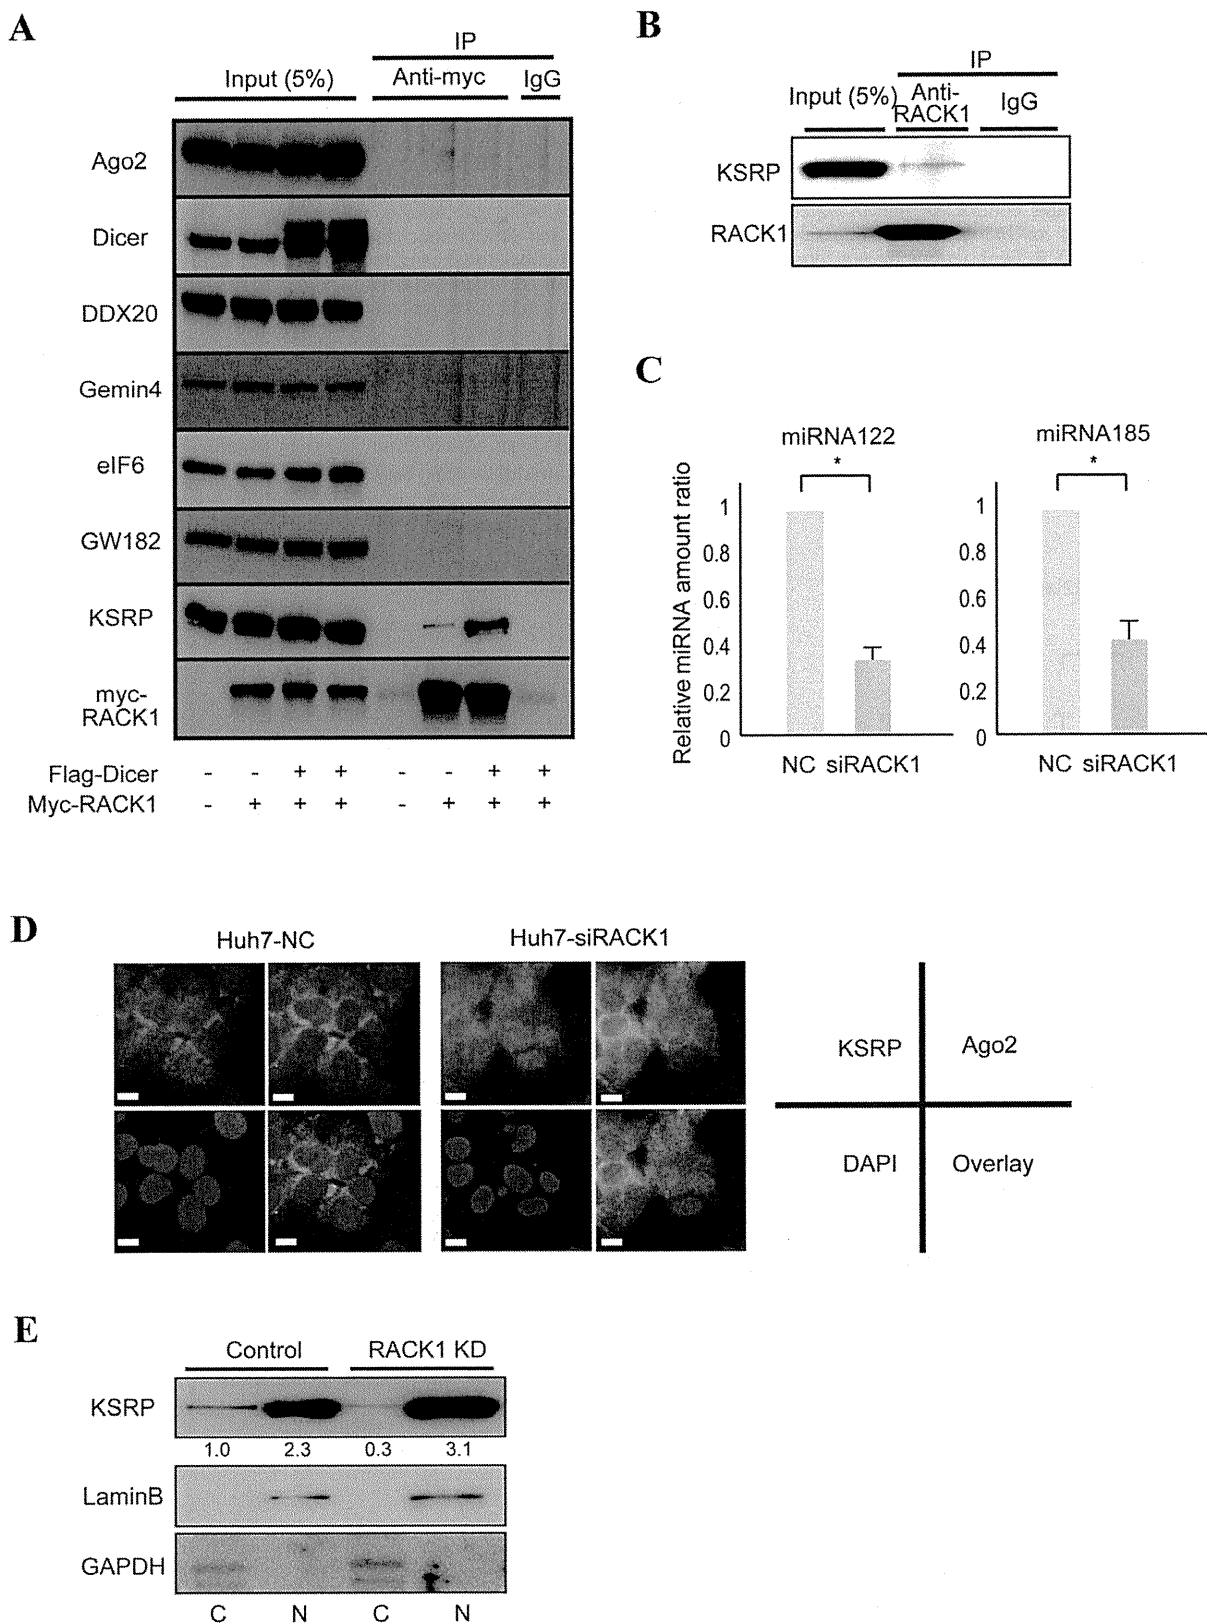 A
IP
Input (5%)
Anti-myc
IgG
Ago2
Dicer
DDX20
Gemin4
eIF6
GW182
KSRP
myc-
RACK1
Flag-Dicer - - + + - - + +
Myc-RACK1 - + + + - + + +
B
IP
Input (5%)
Anti-
RACK1
IgG
KSRP
RACK1
C
miRNA122
*
Relative miRNA amount ratio
1
0.8
0.6
0.4
0.2
0
NC siRACK1
miRNA185
*
1
0.8
0.6
0.4
0.2
0
NC siRACK1
D
Huh7-NC
Huh7-siRACK1
KSRP
Ago2
DAPI
Overlay
E
Control
RACK1 KD
KSRP
1.0 2.3 0.3 3.1
LaminB
GAPDH
C N C N